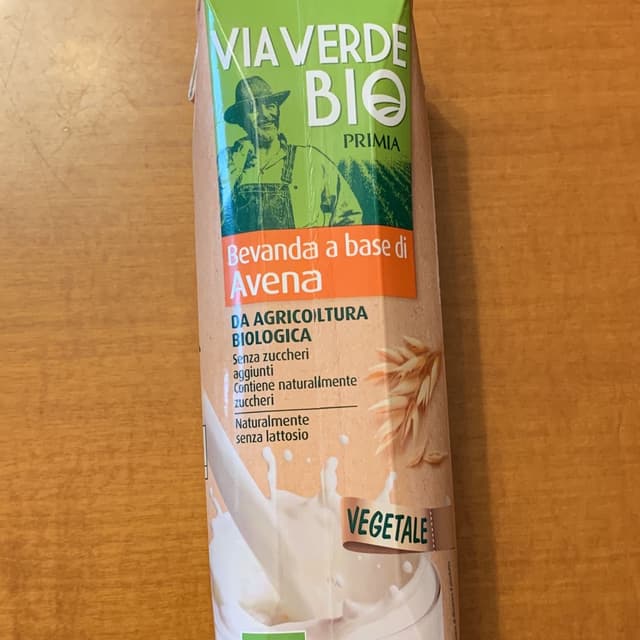 VIA VERDE
BIO
PRIMIA
Bevanda a base di
Avena
DA AGRICOLTURA
BIOLOGICA
Senza zuccheri
aggiunti
Contiene naturalmente
zuccheri
Naturalmente
senza lattosio
VEGETALE